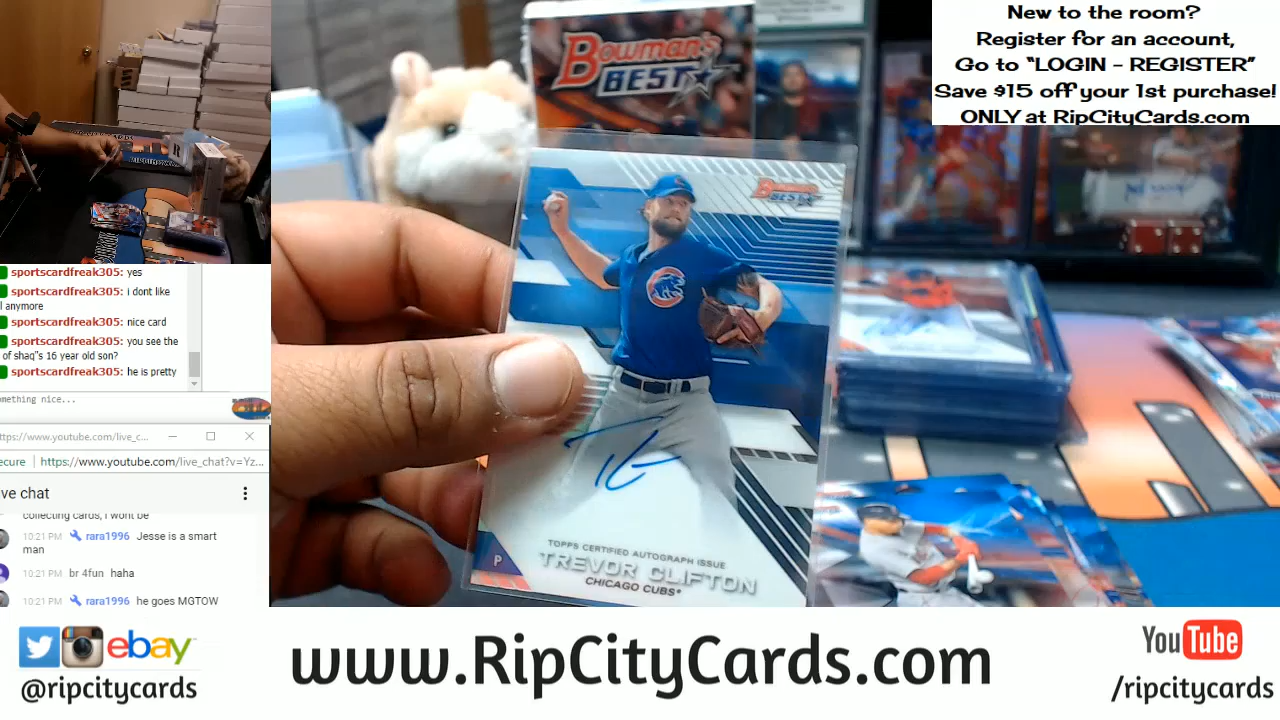 New to the room?
Register for an account,
Go to “LOGIN - REGISTER”
Save $15 off your 1st purchase!
ONLY at RipCityCards.com
Bowman's
BEST
Bowman's
BEST
C
TC
TOPPS CERTIFIED AUTOGRAPH ISSUE
P
TREVOR CLIFTON
CHICAGO CUBS®
sportscardfreak305: yes
sportscardfreak305: i dont like
l anymore
sportscardfreak305: nice card
sportscardfreak305: you see the
of shaq"s 16 year old son?
sportscardfreak305: he is pretty
omething nice...
ttps://www.youtube.com/live_c...
ecure https://www.youtube.com/live_chat?v=Yz...
ve chat
collecting cards, i wont be
10:21 PM rara1996 Jesse is a smart
man
10:21 PM br 4fun haha
10:21 PM rara1996 he goes MGTOW
ebay
@ripcitycards
www.RipCityCards.com
YouTube
/ripcitycards